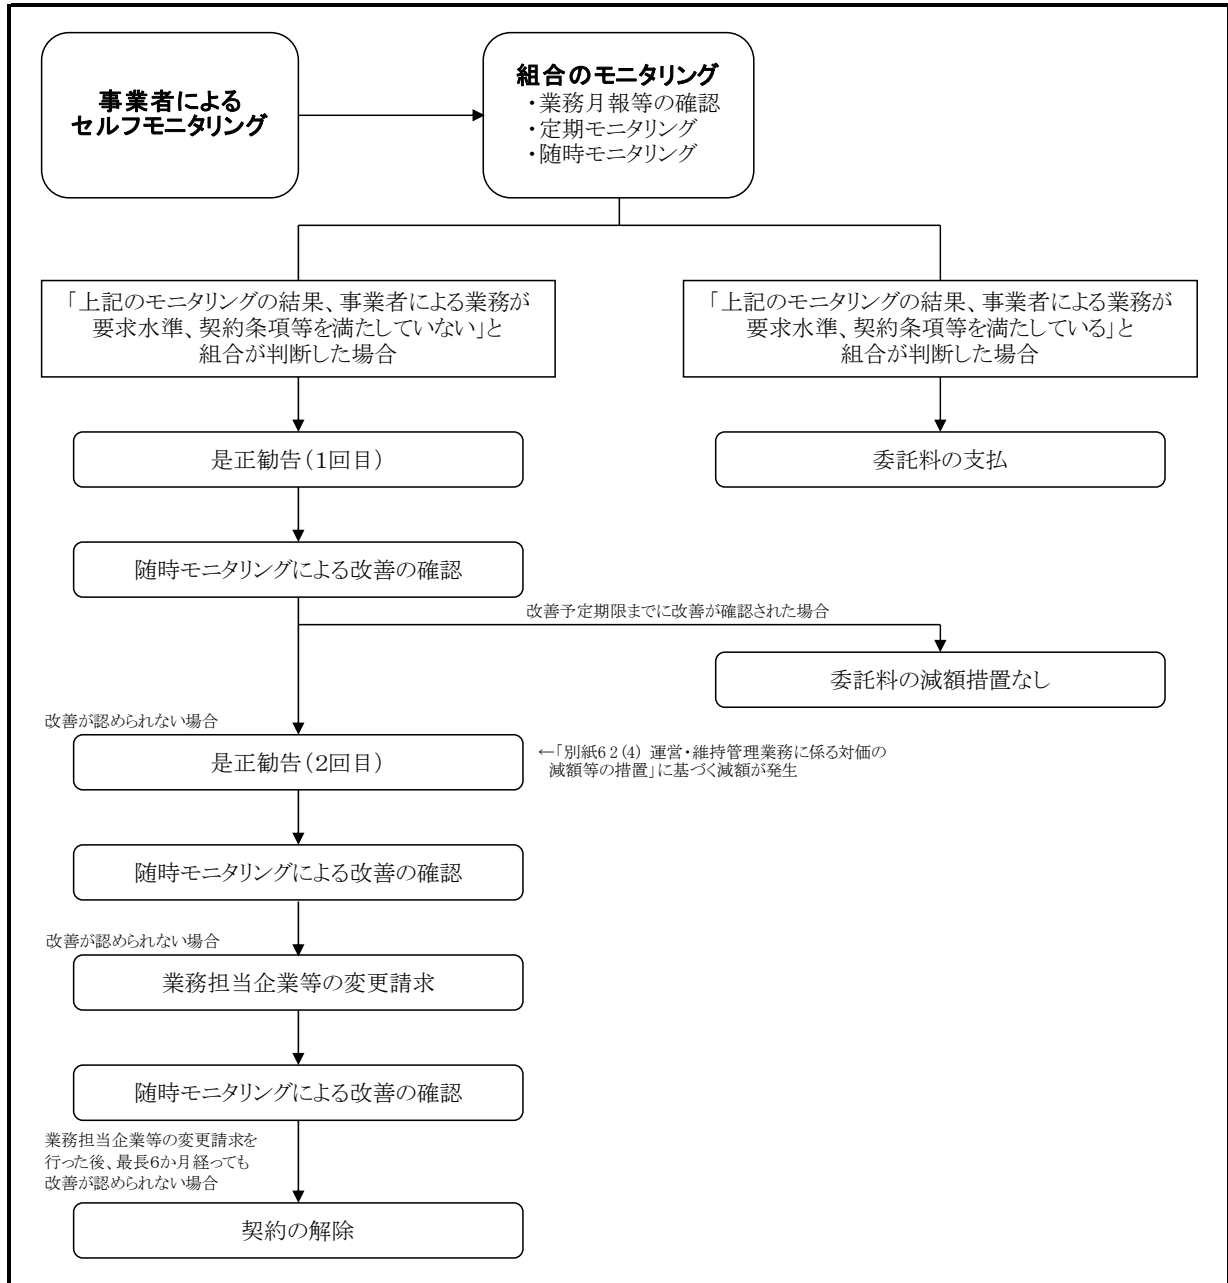 事業者による
セルフモニタリング
組合のモニタリング
・業務月報等の確認
・定期モニタリング
・随時モニタリング
「上記のモニタリングの結果、事業者による業務が
要求水準、契約条項等を満たしていない」と
組合が判断した場合
「上記のモニタリングの結果、事業者による業務が
要求水準、契約条項等を満たしている」と
組合が判断した場合
是正勧告(1回目)
委託料の支払
随時モニタリングによる改善の確認
改善予定期限までに改善が確認された場合
委託料の減額措置なし
改善が認められない場合
是正勧告(2回目)
←「別紙6 2(4) 運営・維持管理業務に係る対価の
減額等の措置」に基づく減額が発生
随時モニタリングによる改善の確認
改善が認められない場合
業務担当企業等の変更請求
随時モニタリングによる改善の確認
業務担当企業等の変更請求を
行った後、最長6か月経っても
改善が認められない場合
契約の解除